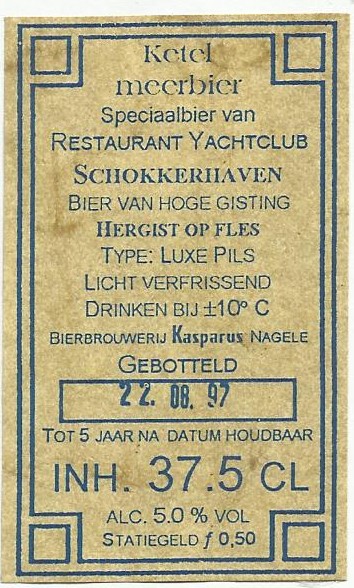 Ketel
meerbier
Speciaalbier van
RESTAURANT YACHTCLUB
SCHOKKERHAVEN
BIER VAN HOGE GISTING
HERGIST OP FLES
TYPE: LUXE PILS
LICHT VERFRISSEND
DRINKEN BIJ ±10° C
BIERBROUWERIJ Kasparus NAGELE
GEBOTTELD
22. 08. 97
TOT 5 JAAR NA DATUM HOUDBAAR
INH. 37.5 CL
ALC. 5.0 % VOL
STATIEGELD ƒ 0,50